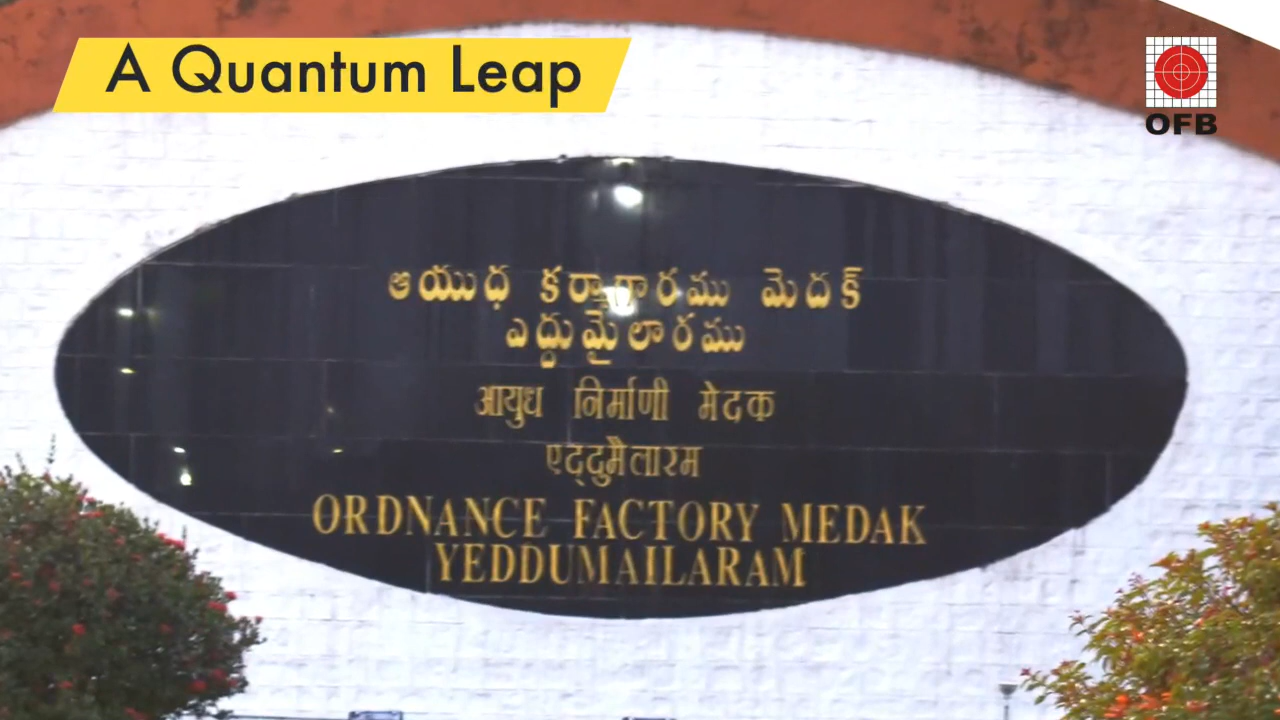 A Quantum Leap
OFB
ఆయుధ కర్మాగారము మెదక్
ఎద్దుమైలారము
आयुध निर्माणी मेदक
एद्दुमैलारम
ORDNANCE FACTORY MEDAK
YEDDUMAILARAM